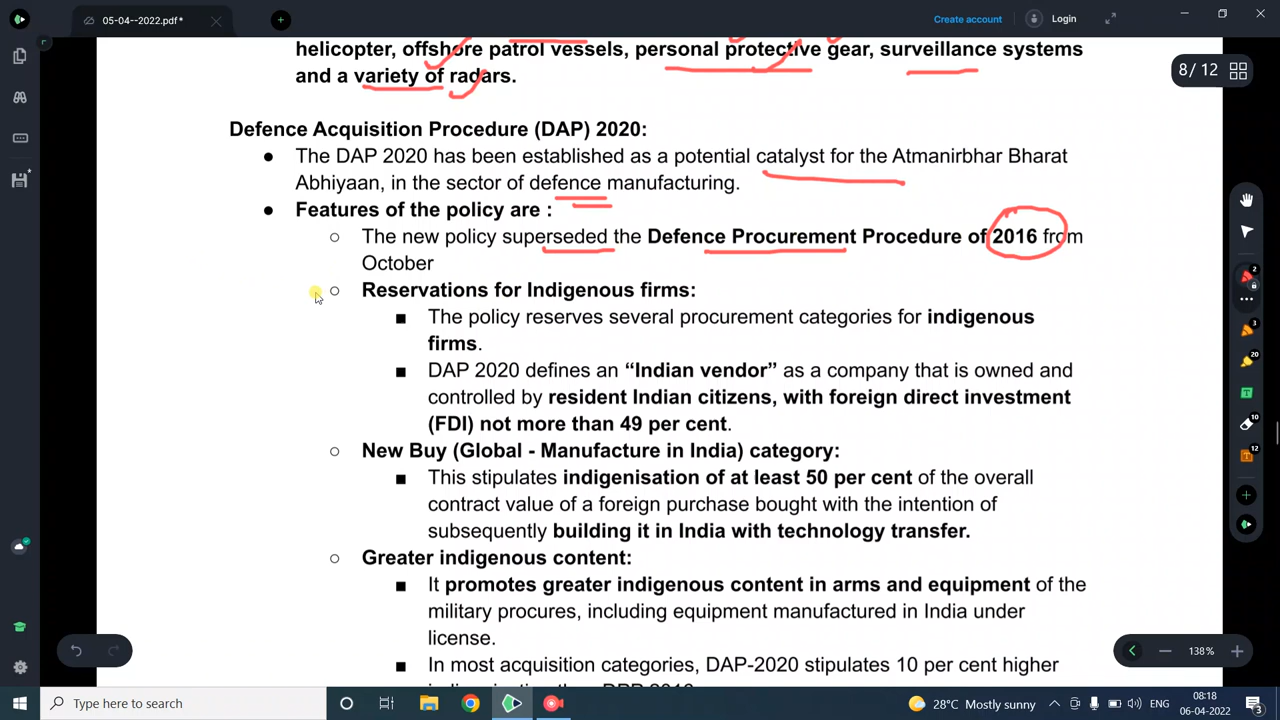 05-04--2022.pdf*
Create account
Login
helicopter, offshore patrol vessels, personal protective gear, surveillance systems
and a variety of radars.
8/12
Defence Acquisition Procedure (DAP) 2020:
● The DAP 2020 has been established as a potential catalyst for the Atmanirbhar Bharat
Abhiyaan, in the sector of defence manufacturing.
● Features of the policy are :
○ The new policy superseded the Defence Procurement Procedure of 2016 from
October
○ Reservations for Indigenous firms:
■ The policy reserves several procurement categories for indigenous
firms.
■ DAP 2020 defines an “Indian vendor” as a company that is owned and
controlled by resident Indian citizens, with foreign direct investment
(FDI) not more than 49 per cent.
○ New Buy (Global - Manufacture in India) category:
■ This stipulates indigenisation of at least 50 per cent of the overall
contract value of a foreign purchase bought with the intention of
subsequently building it in India with technology transfer.
○ Greater indigenous content:
■ It promotes greater indigenous content in arms and equipment of the
military procures, including equipment manufactured in India under
license.
■ In most acquisition categories, DAP-2020 stipulates 10 per cent higher
2
3
20
10
12
138%
Type here to search
28°C Mostly sunny
ENG
08:18
06-04-2022
3